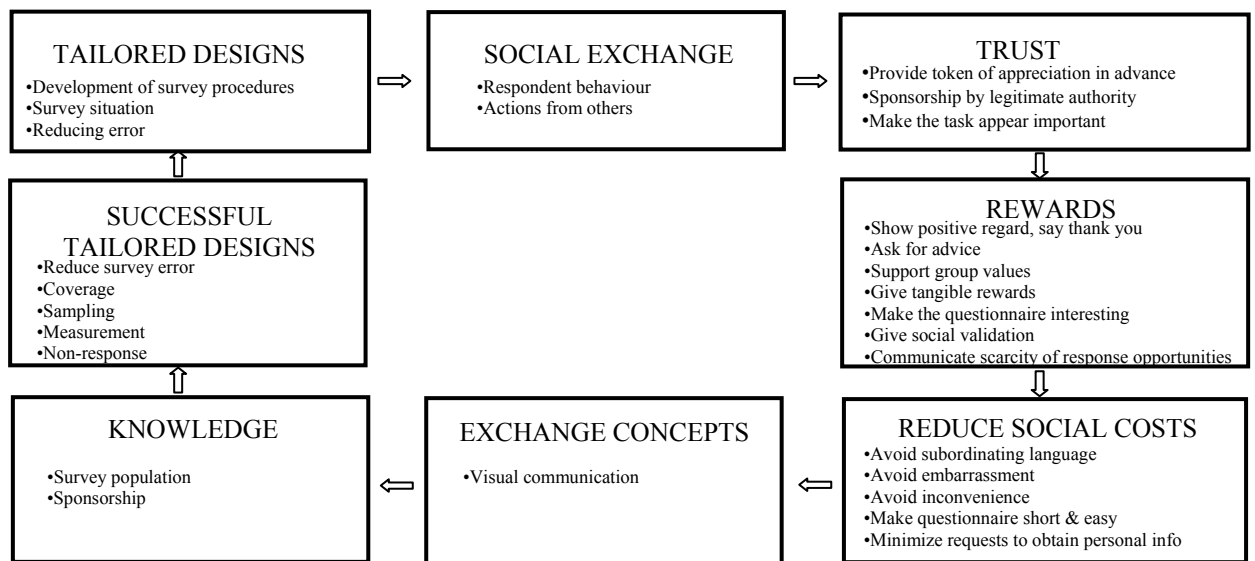 TAILORED DESIGNS
•Development of survey procedures
•Survey situation
•Reducing error
SOCIAL EXCHANGE
•Respondent behaviour
•Actions from others
TRUST
•Provide token of appreciation in advance
•Sponsorship by legitimate authority
•Make the task appear important
REWARDS
•Show positive regard, say thank you
•Ask for advice
•Support group values
•Give tangible rewards
•Make the questionnaire interesting
•Give social validation
•Communicate scarcity of response opportunities
REDUCE SOCIAL COSTS
•Avoid subordinating language
•Avoid embarrassment
•Avoid inconvenience
•Make questionnaire short & easy
•Minimize requests to obtain personal info
EXCHANGE CONCEPTS
•Visual communication
KNOWLEDGE
•Survey population
•Sponsorship
SUCCESSFUL
TAILORED DESIGNS
•Reduce survey error
•Coverage
•Sampling
•Measurement
•Non-response